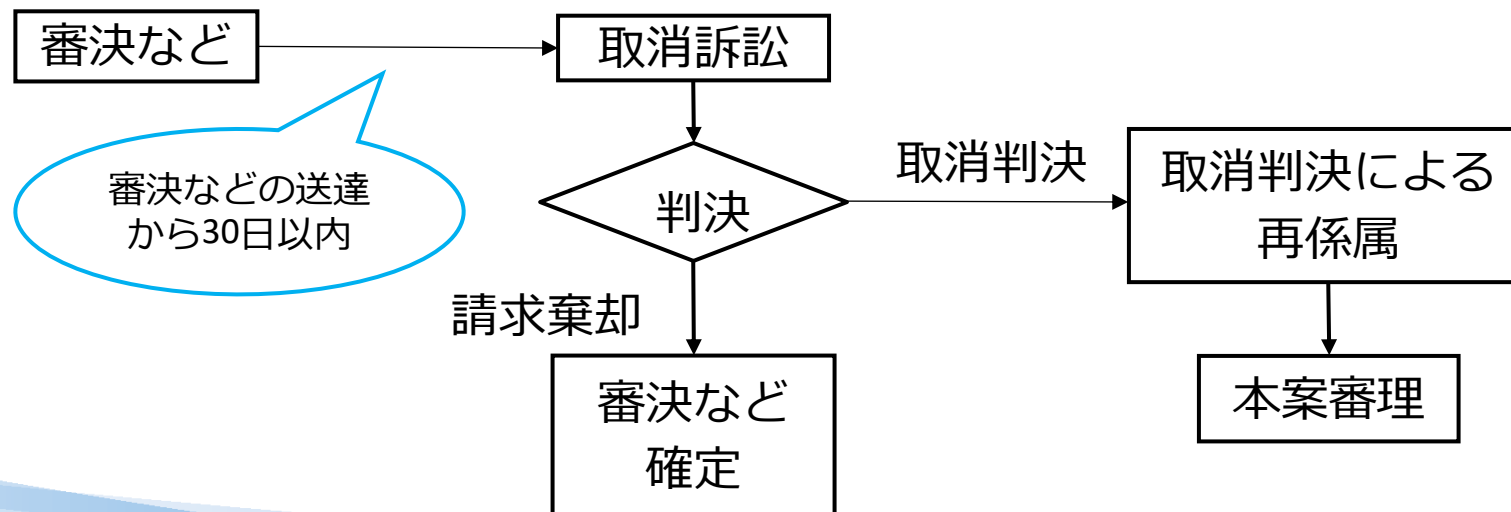 審決など
取消訴訟
審決などの送達
から30日以内
判決
取消判決
取消判決による
再係属
請求棄却
審決など
確定
本案審理